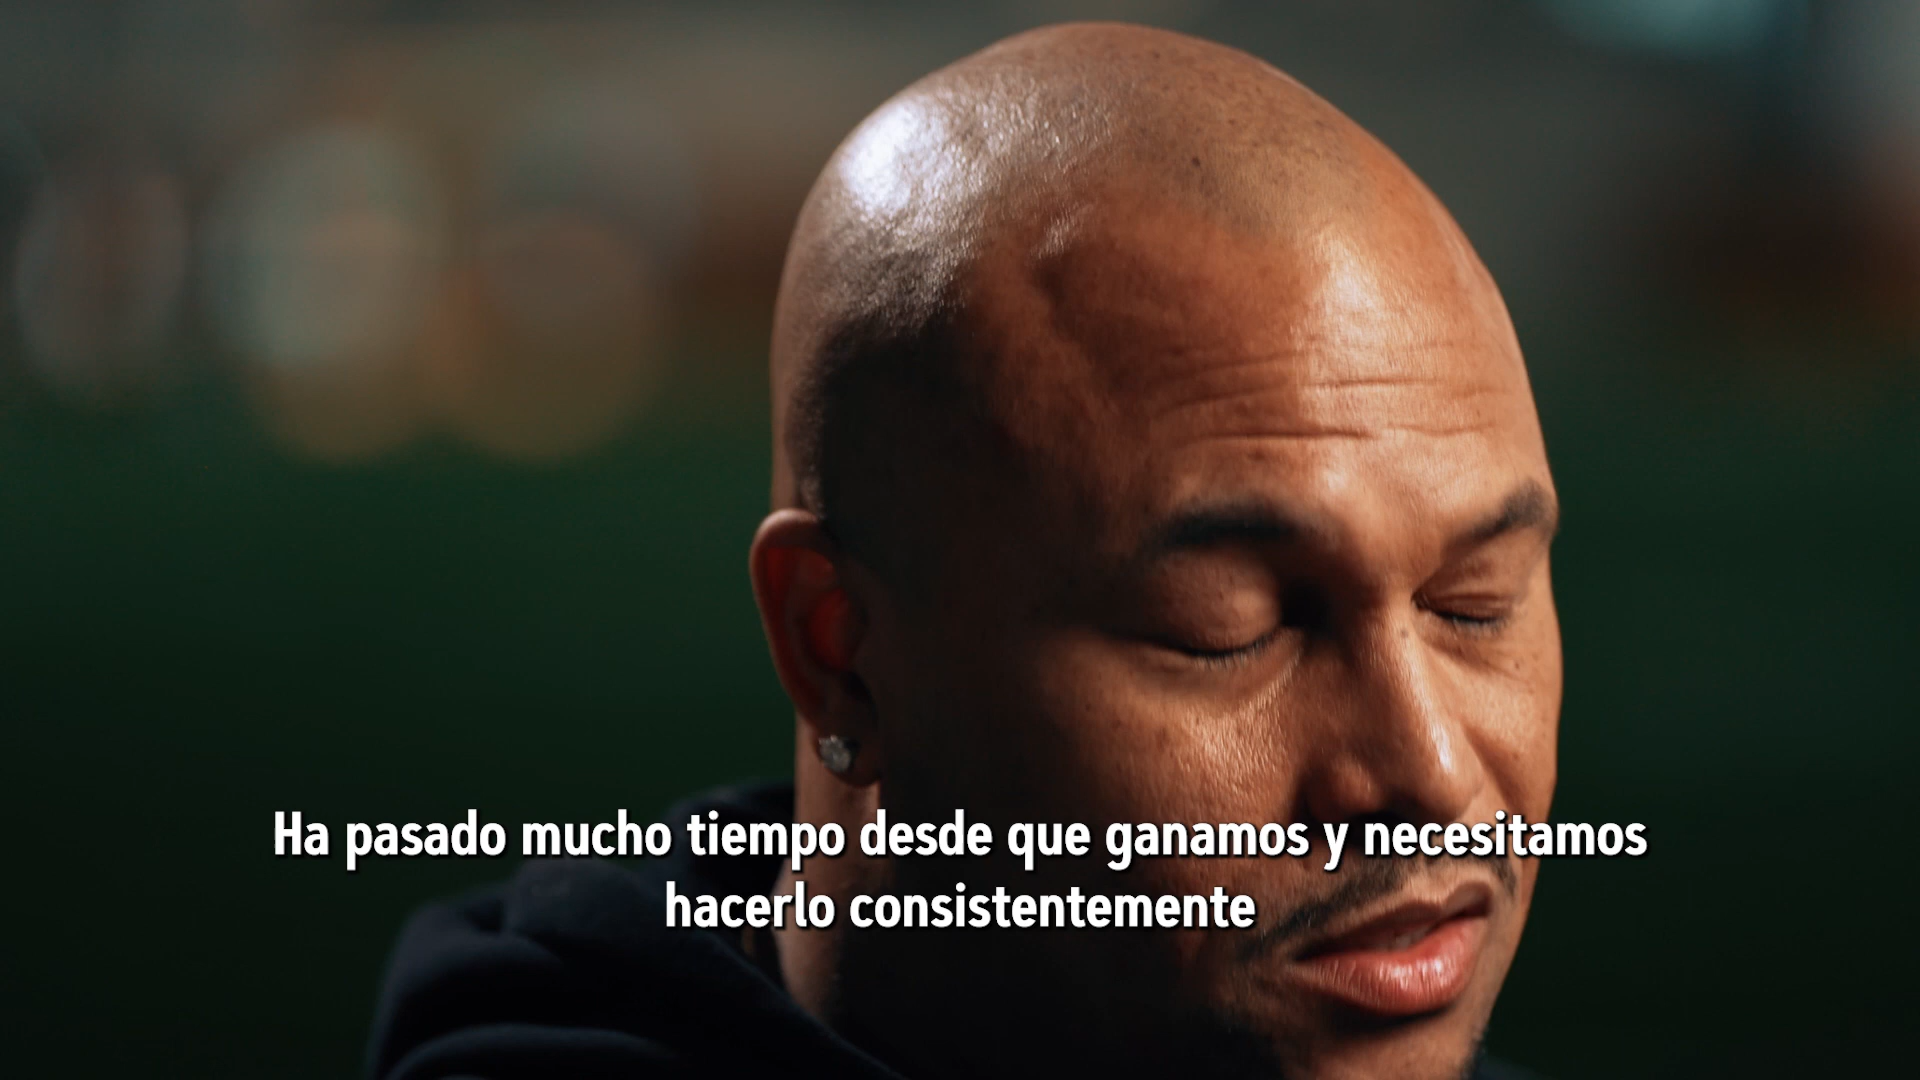 Ha pasado mucho tiempo desde que ganamos y necesitamos
hacerlo consistentemente